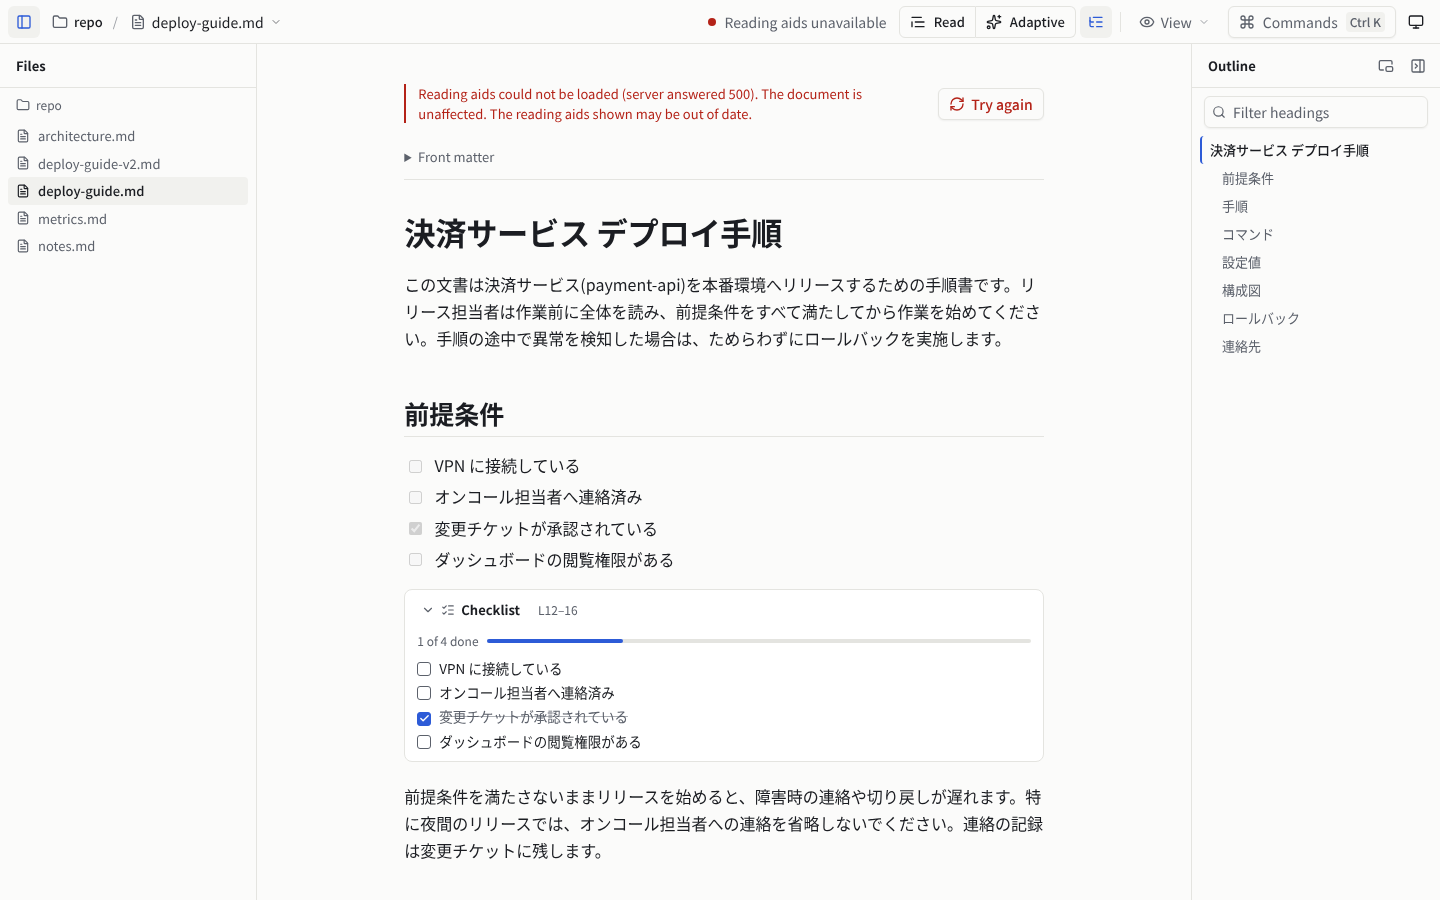 repo / deploy-guide.md
Reading aids unavailable
Read
Adaptive
View
Commands Ctrl K
Files
repo
architecture.md
deploy-guide-v2.md
deploy-guide.md
metrics.md
notes.md
Reading aids could not be loaded (server answered 500). The document is
unaffected. The reading aids shown may be out of date.
Try again
Front matter
決済サービス デプロイ手順
この文書は決済サービス(payment-api)を本番環境へリリースするための手順書です。リ
リース担当者は作業前に全体を読み、前提条件をすべて満たしてから作業を始めてくださ
い。手順の途中で異常を検知した場合は、ためらわずにロールバックを実施します。
前提条件
VPN に接続している
オンコール担当者へ連絡済み
変更チケットが承認されている
ダッシュボードの閲覧権限がある
Checklist L12–16
1 of 4 done
VPN に接続している
オンコール担当者へ連絡済み
変更チケットが承認されている
ダッシュボードの閲覧権限がある
前提条件を満たさないままリリースを始めると、障害時の連絡や切り戻しが遅れます。特
に夜間のリリースでは、オンコール担当者への連絡を省略しないでください。連絡の記録
は変更チケットに残します。
Outline
Filter headings
決済サービス デプロイ手順
前提条件
手順
コマンド
設定値
構成図
ロールバック
連絡先